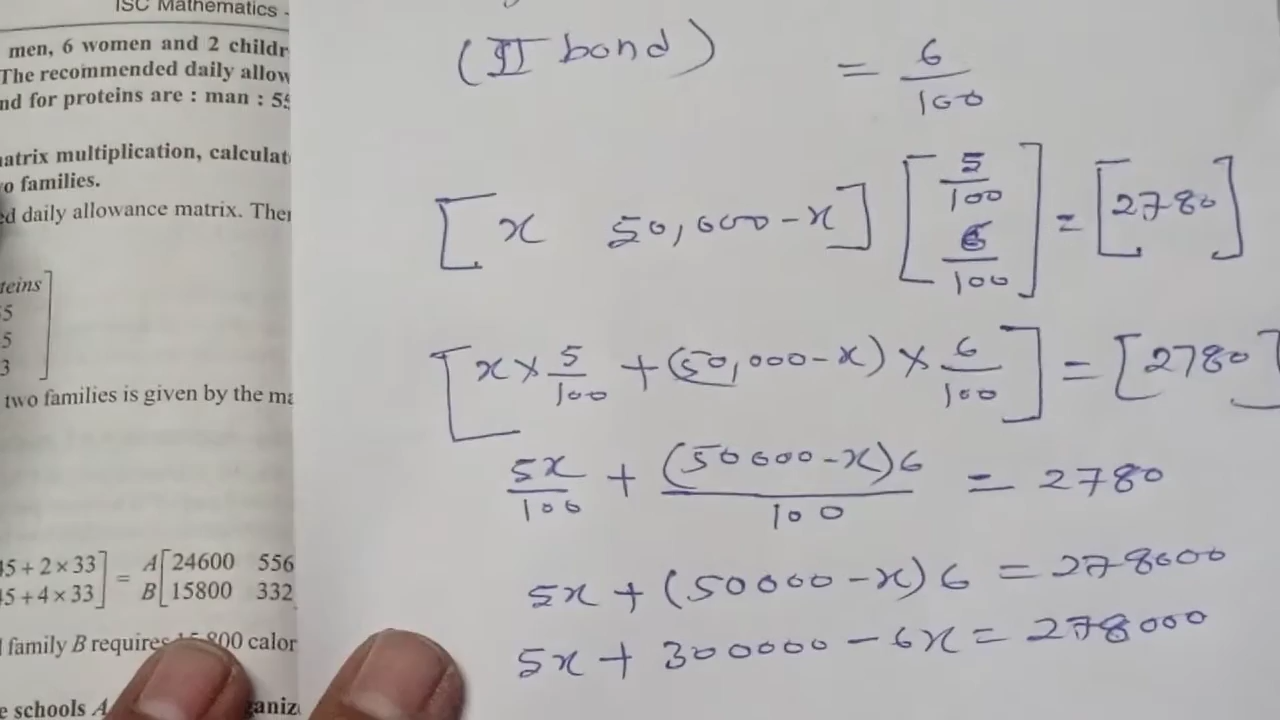 ISC Mathematics -
men, 6 women and 2 childr
The recommended daily allow
nd for proteins are : man : 55
atrix multiplication, calculat
o families.
ed daily allowance matrix. Then
teins
5
5
3
two families is given by the ma
45 + 2 × 33] = A[24600 556
45 + 4 × 33] B[15800 332
family B requires 15,800 calor
e schools A organiz
(II bond) = 6/100
[x 50,000-x] [5/100 6/100] = [2780]
[x × 5/100 + (50,000-x) × 6/100] = [2780]
5x/100 + (50000-x)6/100 = 2780
5x + (50000-x)6 = 278000
5x + 300000 - 6x = 278000